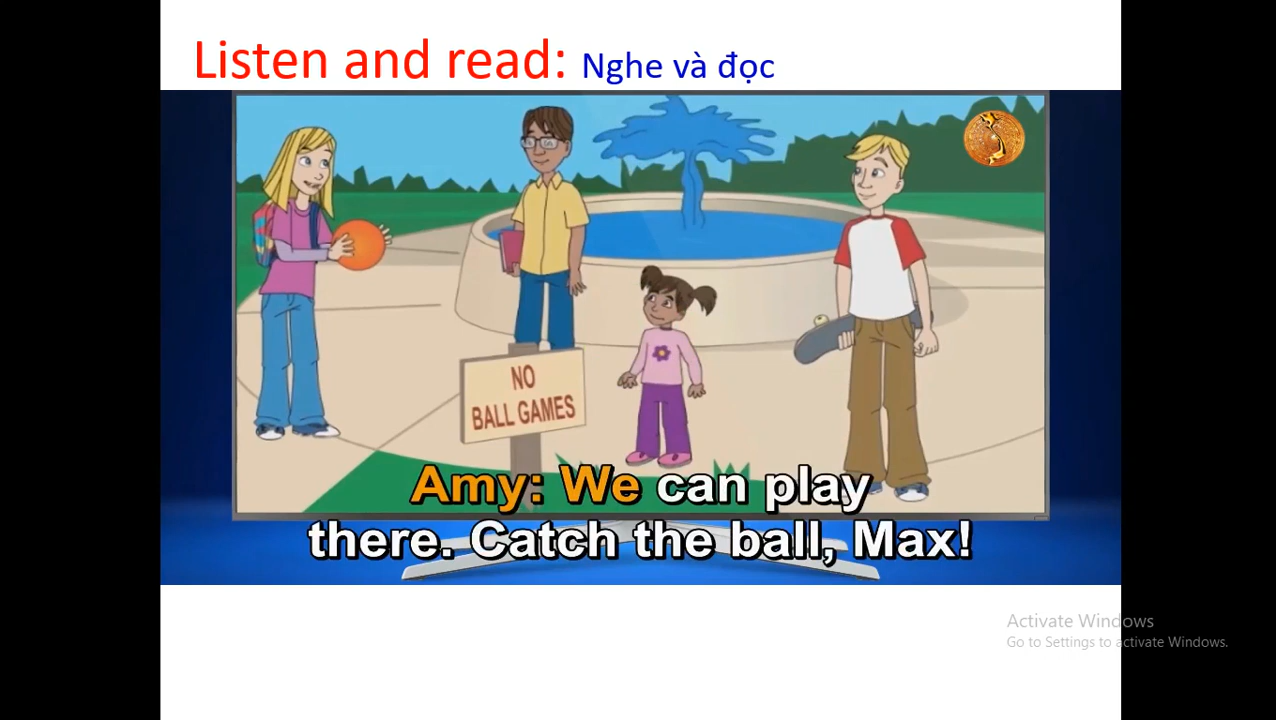 Listen and read: Nghe và đọc
NO
BALL GAMES
Amy: We can play
there. Catch the ball, Max!
Activate Windows
Go to Settings to activate Windows.